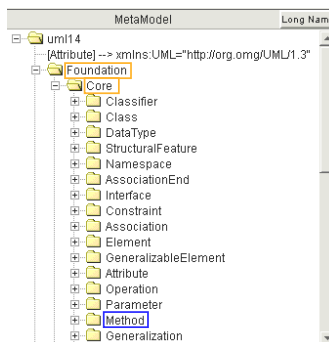 MetaModel
Long Nam
uml14
[Attribute] --> xmlns:UML="http://org.omg/UML/1.3"
Foundation
Core
Classifier
Class
DataType
StructuralFeature
Namespace
AssociationEnd
Interface
Constraint
Association
Element
GeneralizableElement
Attribute
Operation
Parameter
Method
Generalization